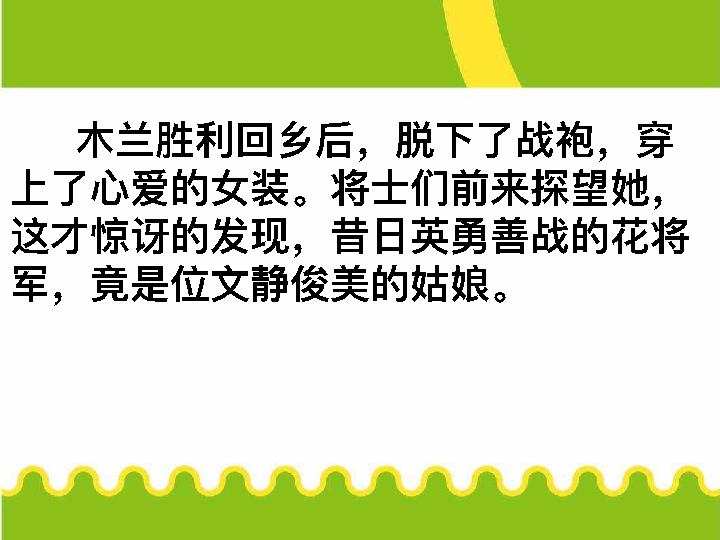 木兰胜利回乡后，脱下了战袍，穿
上了心爱的女装。将士们前来探望她，
这才惊讶的发现，昔日英勇善战的花将
军，竟是位文静俊美的姑娘。